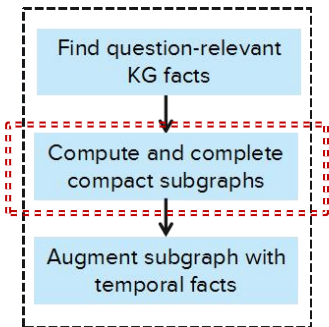 Find question-relevant
KG facts
Compute and complete
compact subgraphs
Augment subgraph with
temporal facts